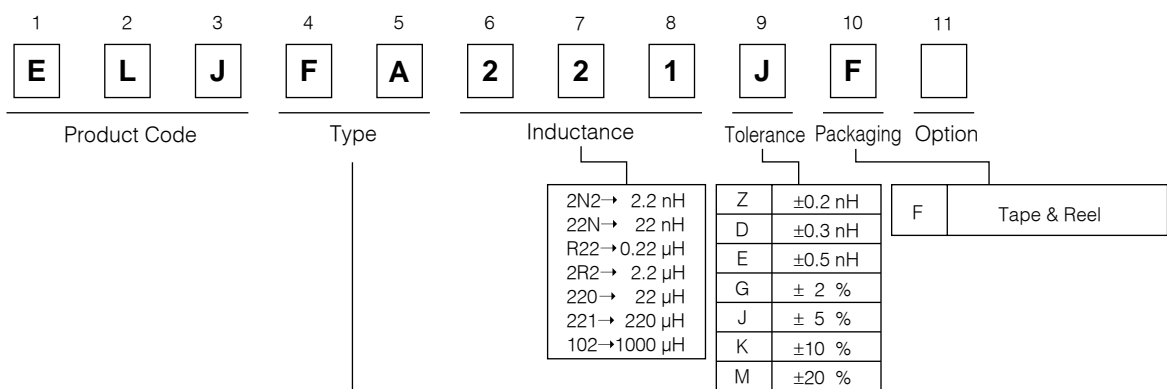 1 2 3 4 5 6 7 8 9 10 11
E L J F A 2 2 1 J F
Product Code Type Inductance Tolerance Packaging Option
2N2→ 2.2 nH
22N→ 22 nH
R22→0.22 µH
2R2→ 2.2 µH
220→ 22 µH
221→ 220 µH
102→1000 µH
Z ±0.2 nH
D ±0.3 nH
E ±0.5 nH
G ± 2 %
J ± 5 %
K ±10 %
M ±20 %
F Tape & Reel